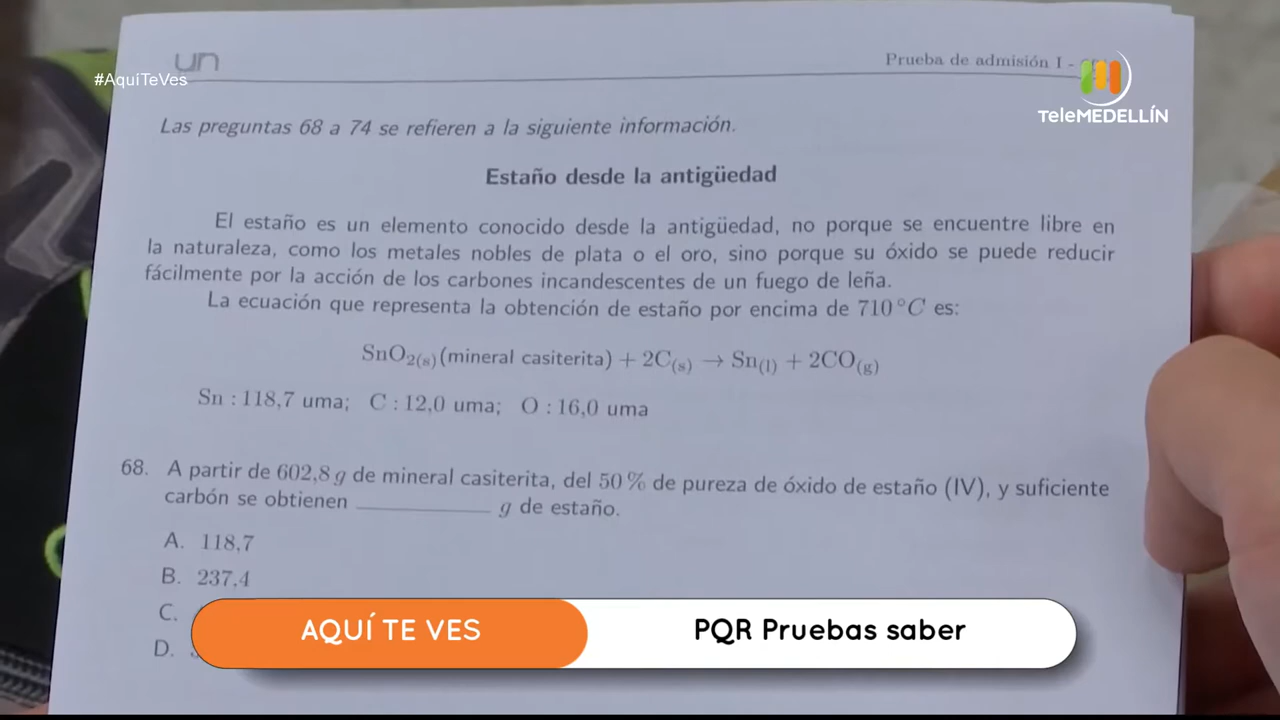 un
Prueba de admisión I -
#AquíTeVes
TeleMEDELLÍN
Las preguntas 68 a 74 se refieren a la siguiente información.
Estaño desde la antigüedad
El estaño es un elemento conocido desde la antigüedad, no porque se encuentre libre en
la naturaleza, como los metales nobles de plata o el oro, sino porque su óxido se puede reducir
fácilmente por la acción de los carbones incandescentes de un fuego de leña.
La ecuación que representa la obtención de estaño por encima de 710 °C es:
SnO₂(s)(mineral casiterita) + 2C(s) → Sn(l) + 2CO(g)
Sn : 118,7 uma; C : 12,0 uma; O : 16,0 uma
68. A partir de 602,8 g de mineral casiterita, del 50 % de pureza de óxido de estaño (IV), y suficiente
carbón se obtienen __________ g de estaño.
A. 118,7
B. 237,4
C.
D.
AQUÍ TE VES
PQR Pruebas saber